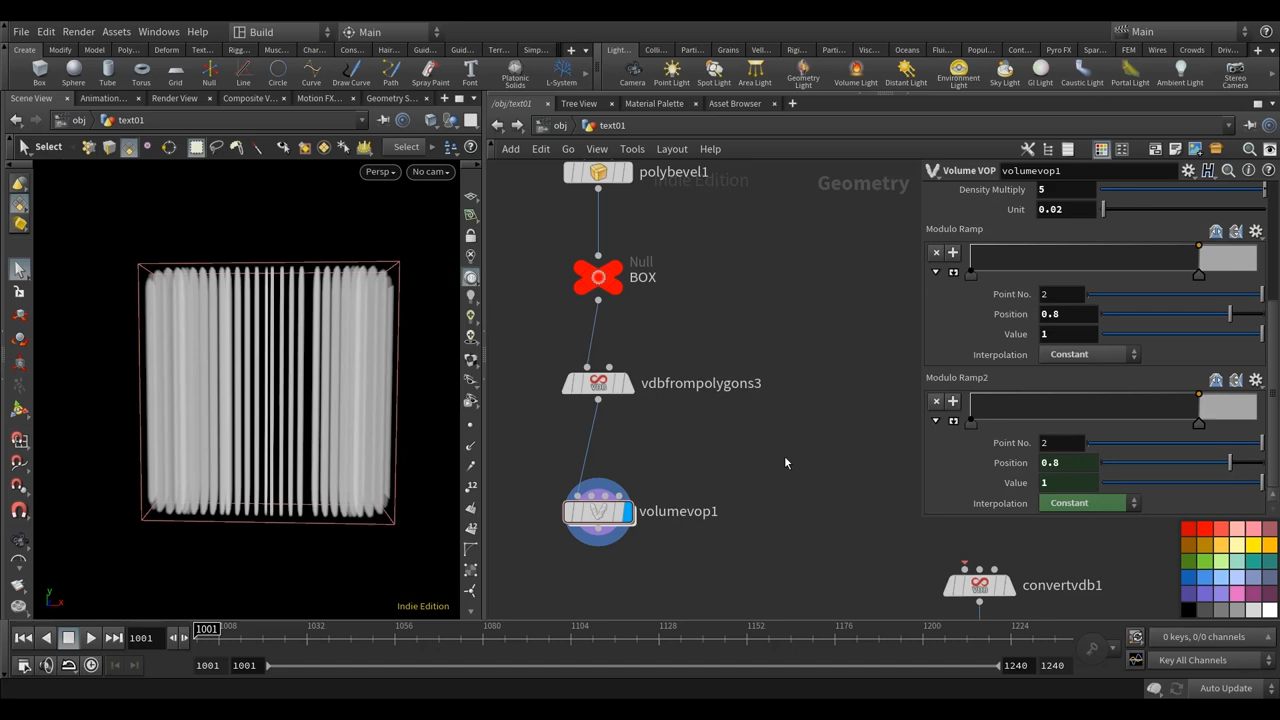 File Edit Render Assets Windows Help Build Main Main
Create Modify Model Poly... Deform Text... Rigg... Musc... Char... Cons... Hair... Guid... Guid... Terr... Simp... Light... Colli... Parti... Grains Vell... Rigi... Parti... Visc... Oceans Flui... Popul... Cont... Pyro FX Spar... FEM Wires Crowds Driv...
Box Sphere Tube Torus Grid Null Line Circle Curve Draw Curve Path Spray Paint Font Platonic Solids L-System Camera Point Light Spot Light Area Light Geometry Light Volume Light Distant Light Environment Light Sky Light GI Light Caustic Light Portal Light Ambient Light Stereo Camera
Scene View Animation... Render View Composite V... Motion FX... Geometry S... /obj/text01 Tree View Material Palette Asset Browser
obj text01 obj text01
Select Select Add Edit Go View Tools Layout Help
Persp No cam
polybevel1
Indie Edition
Geometry
Volume VOP volumevop1
Density Multiply 5
Unit 0.02
Modulo Ramp
Null
BOX
Point No. 2
Position 0.8
Value 1
Interpolation Constant
vdbfrompolygons3
Modulo Ramp2
Point No. 2
Position 0.8
Value 1
Interpolation Constant
volumevop1
convertvdb1
y
x
Indie Edition
1001 1001 1008 1032 1056 1080 1104 1128 1152 1176 1200 1224 0 keys, 0/0 channels
1001 1001 1240 1240 Key All Channels
Auto Update